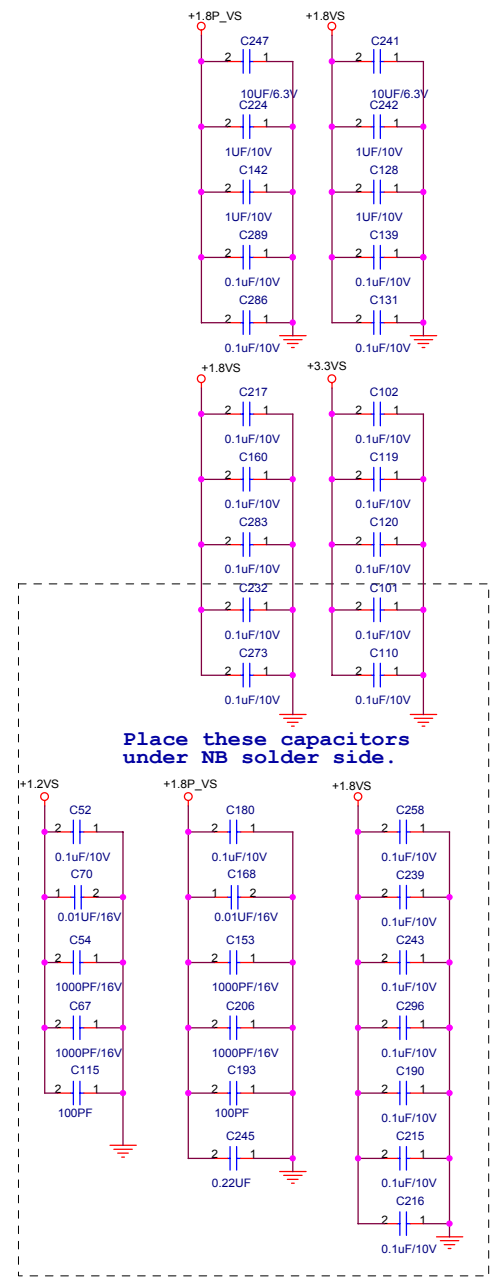 +1.8P_VS +1.8VS
C247 C241
2 1 2 1
10UF/6.3V 10UF/6.3V
C224 C242
2 1 2 1
1UF/10V 1UF/10V
C142 C128
2 1 2 1
1UF/10V 1UF/10V
C289 C139
2 1 2 1
0.1uF/10V 0.1uF/10V
C286 C131
2 1 2 1
0.1uF/10V 0.1uF/10V
+1.8VS +3.3VS
C217 C102
2 1 2 1
0.1uF/10V 0.1uF/10V
C160 C119
2 1 2 1
0.1uF/10V 0.1uF/10V
C283 C120
2 1 2 1
0.1uF/10V 0.1uF/10V
C232 C101
2 1 2 1
0.1uF/10V 0.1uF/10V
C273 C110
2 1 2 1
0.1uF/10V 0.1uF/10V
Place these capacitors
under NB solder side.
+1.2VS +1.8P_VS +1.8VS
C52 C180 C258
2 1 2 1 2 1
0.1uF/10V 0.1uF/10V 0.1uF/10V
C70 C168 C239
1 2 1 2 2 1
0.01UF/16V 0.01UF/16V 0.1uF/10V
C54 C153 C243
2 1 2 1 2 1
1000PF/16V 1000PF/16V 0.1uF/10V
C67 C206 C296
2 1 2 1 2 1
1000PF/16V 1000PF/16V 0.1uF/10V
C115 C193 C190
2 1 2 1 2 1
100PF 100PF 0.1uF/10V
C245 C215
2 1 2 1
0.22UF 0.1uF/10V
C216
2 1
0.1uF/10V